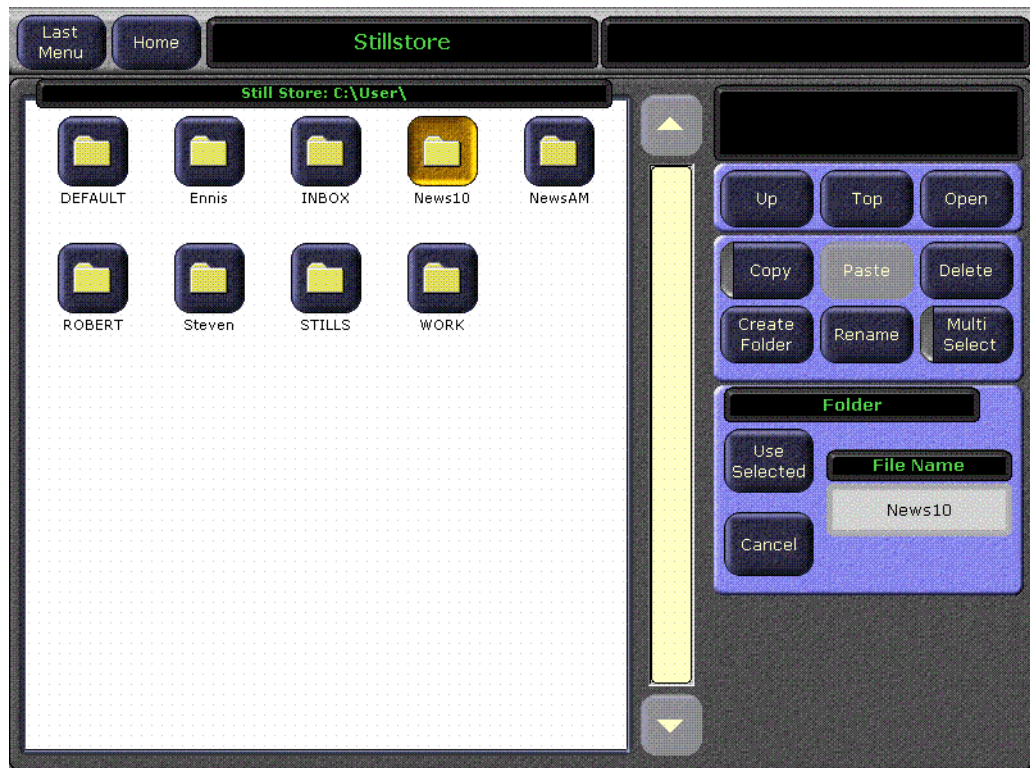 Last
Menu
Home
Stillstore
Still Store: C:\User\
DEFAULT
Ennis
INBOX
News10
NewsAM
ROBERT
Steven
STILLS
WORK
Up
Top
Open
Copy
Paste
Delete
Create
Folder
Rename
Multi
Select
Folder
Use
Selected
File Name
News10
Cancel